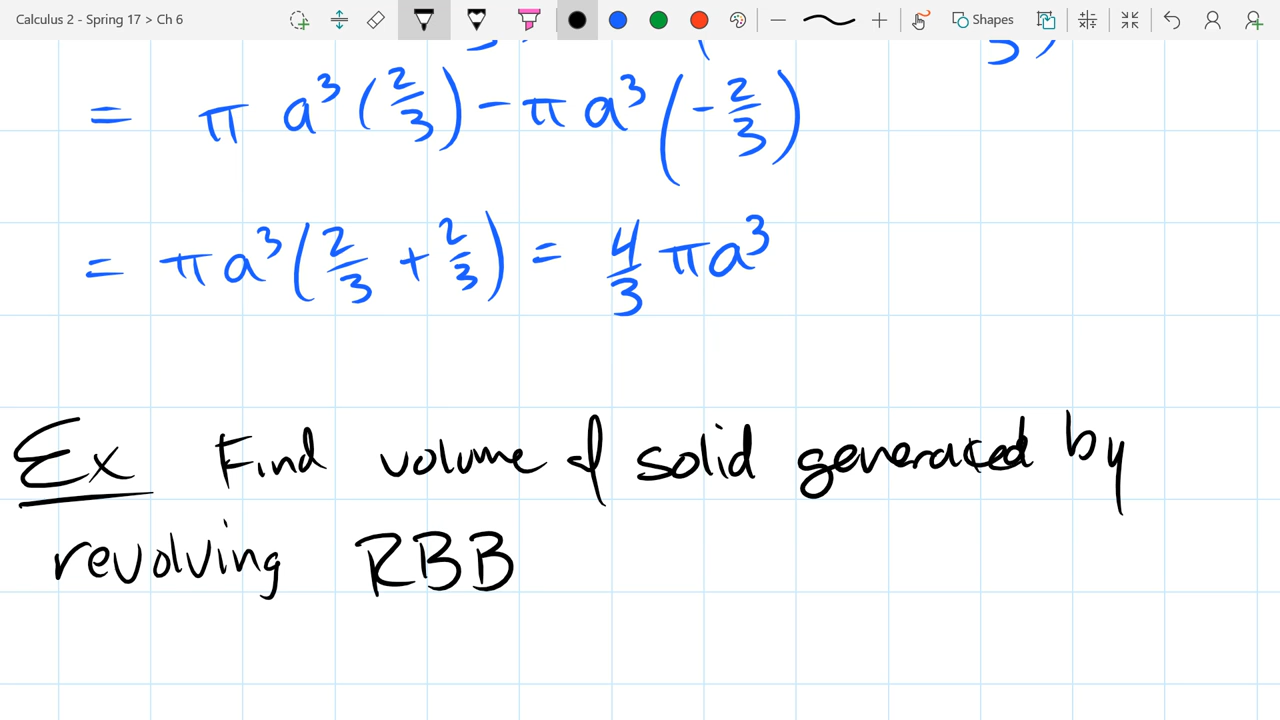 Calculus 2 - Spring 17 > Ch 6
Shapes
= π a³ (2/3) - π a³ (-2/3)
= π a³ (2/3 + 2/3) = 4/3 π a³
Ex Find volume of solid generated by
revolving RBB